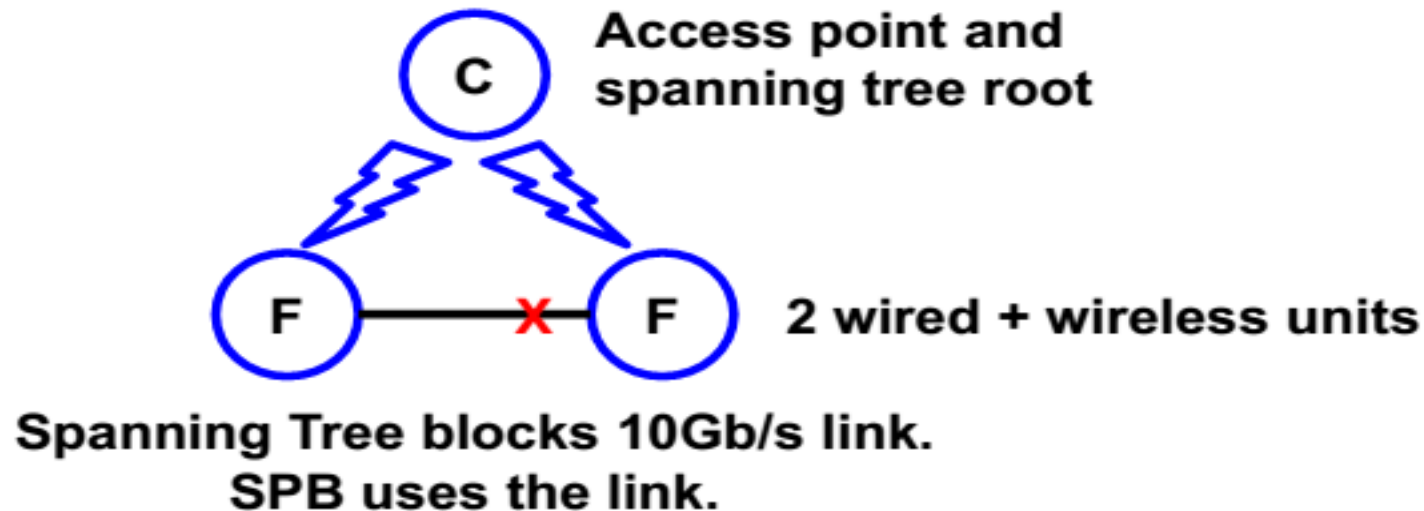 C
Access point and
spanning tree root
F
X
F
2 wired + wireless units
Spanning Tree blocks 10Gb/s link.
SPB uses the link.